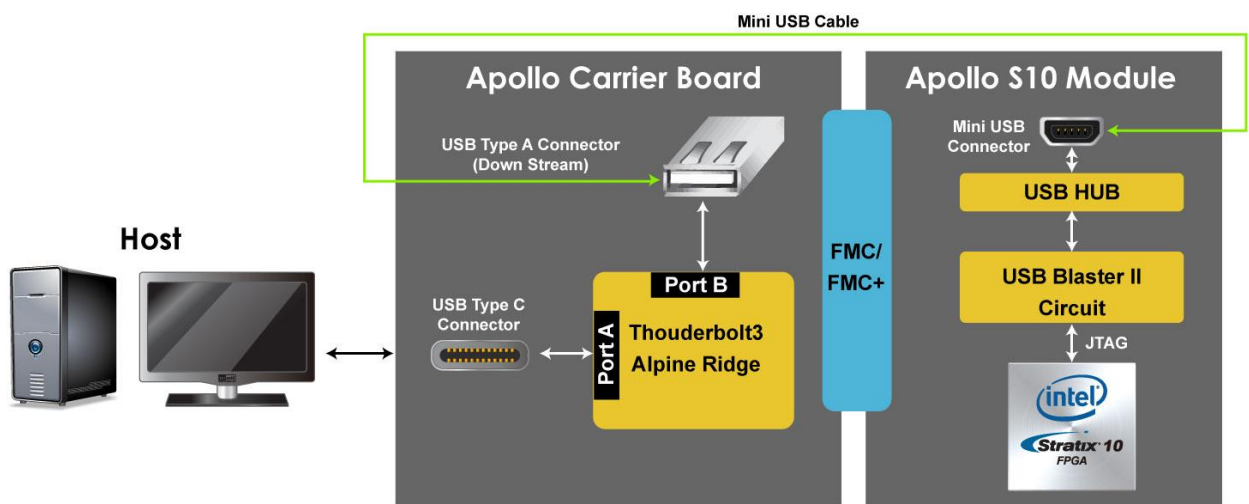 Mini USB Cable
Apollo Carrier Board
Apollo S10 Module
USB Type A Connector
(Down Stream)
Mini USB
Connector
USB HUB
Host
FMC/
FMC+
Port B
USB Blaster II
Circuit
USB Type C
Connector
Port A
Thouderbolt3
Alpine Ridge
JTAG
intel
Stratix 10
FPGA